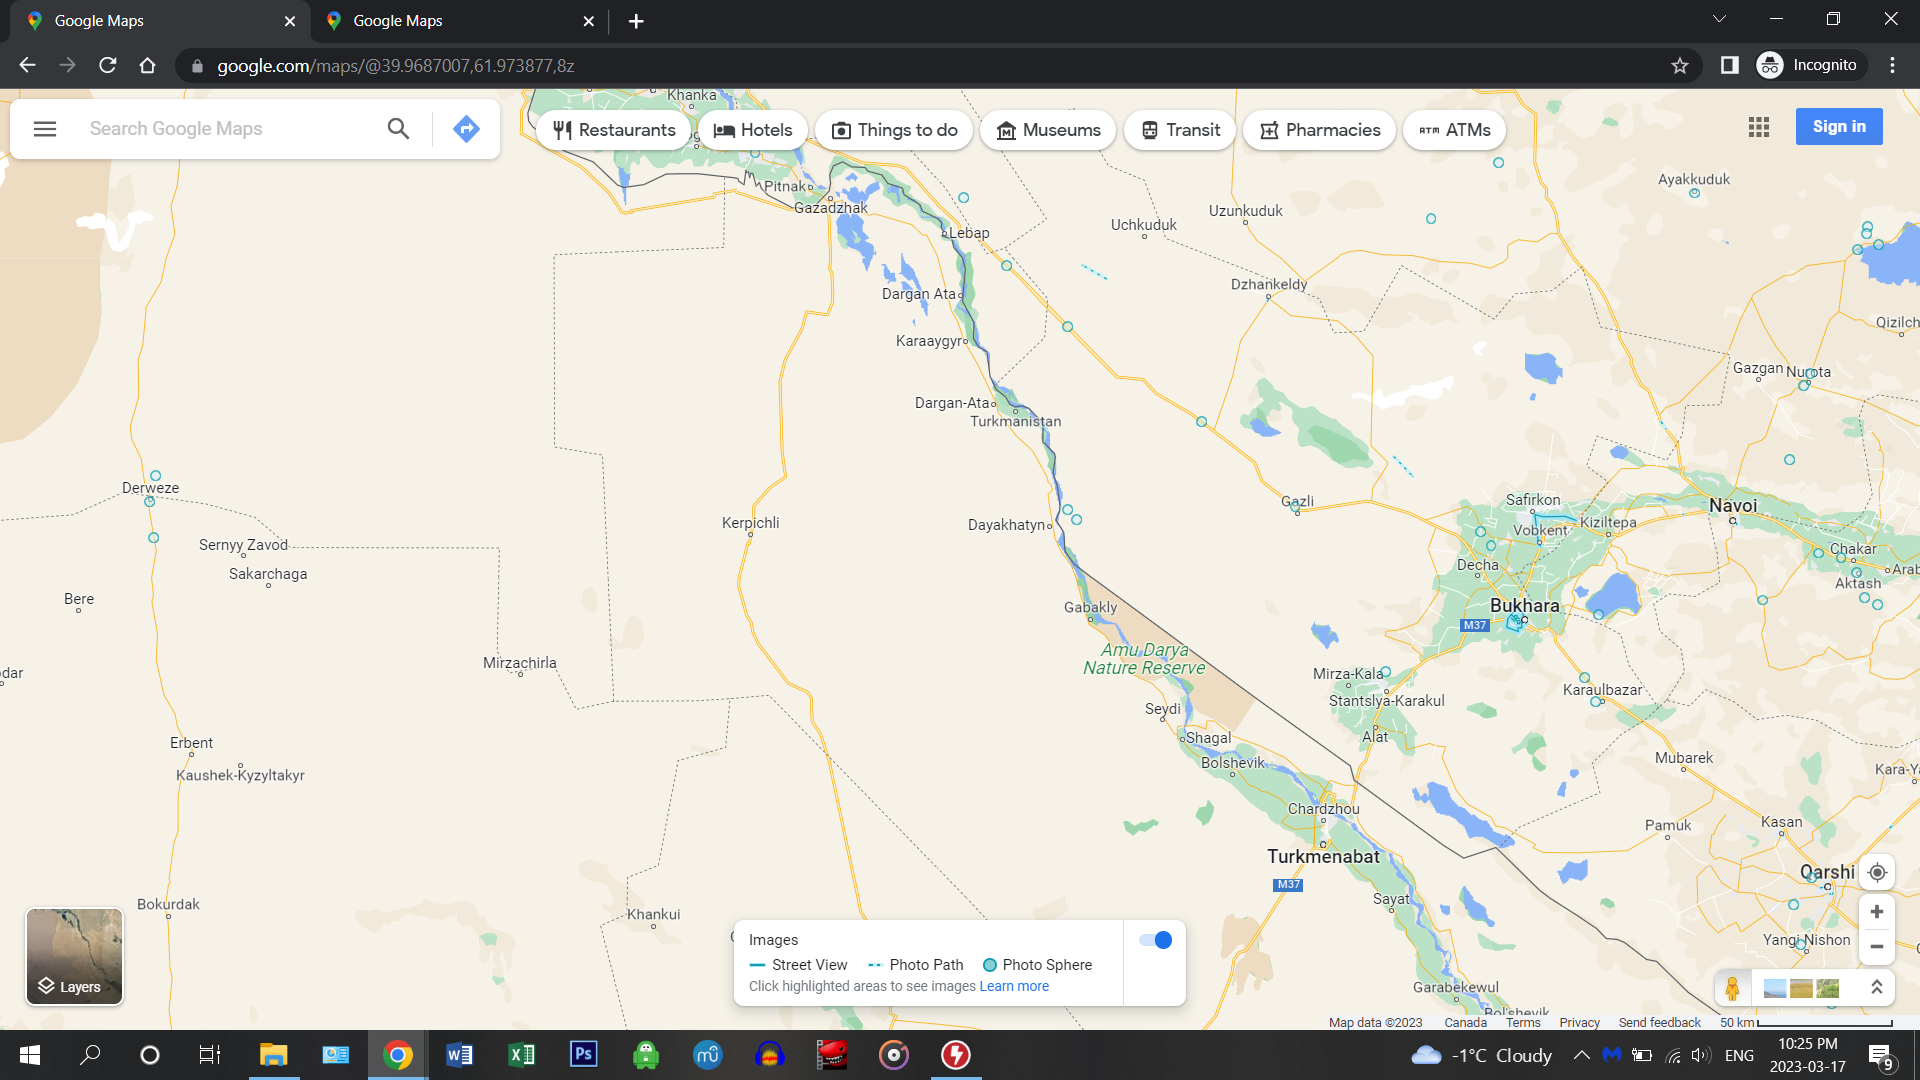 Google Maps
Google Maps
google.com/maps/@39.9687007,61.973877,8z
Incognito
Search Google Maps
Restaurants
Hotels
Things to do
Museums
Transit
Pharmacies
ATMs
Sign in
Khanka
Pitnak
Gazadzhak
Lebap
Uchkuduk
Uzunkuduk
Ayakkuduk
Dargan Ata
Dzhankeldy
Qizilch
Karaaygyr
Gazgan
Nurota
Dargan-Ata
Turkmanistan
Derweze
Gazli
Safirkon
Navoi
Kerpichli
Dayakhatyn
Vobkent
Kiziltepa
Sernyy Zavod
Chakar
Sakarchaga
Decha
Arab
Aktash
Bere
Gabakly
Bukhara
M37
Amu Darya
Nature Reserve
Mirzachirla
dar
Mirza-Kala
Karaulbazar
Stantslya-Karakul
Seydi
Shagal
Alat
Erbent
Bolshevik
Mubarek
Kaushek-Kyzyltakyr
Kara-Ya
Chardzhou
Kasan
Pamuk
Turkmenabat
Qarshi
M37
Sayat
Bokurdak
Khankui
Yangi Nishon
Garabekewul
Bolshevik
Layers
Images
Street View
Photo Path
Photo Sphere
Click highlighted areas to see images Learn more
Map data ©2023 Canada Terms Privacy Send feedback 50 km
W
X
Ps
mu
-1°C Cloudy
ENG
10:25 PM
2023-03-17
9